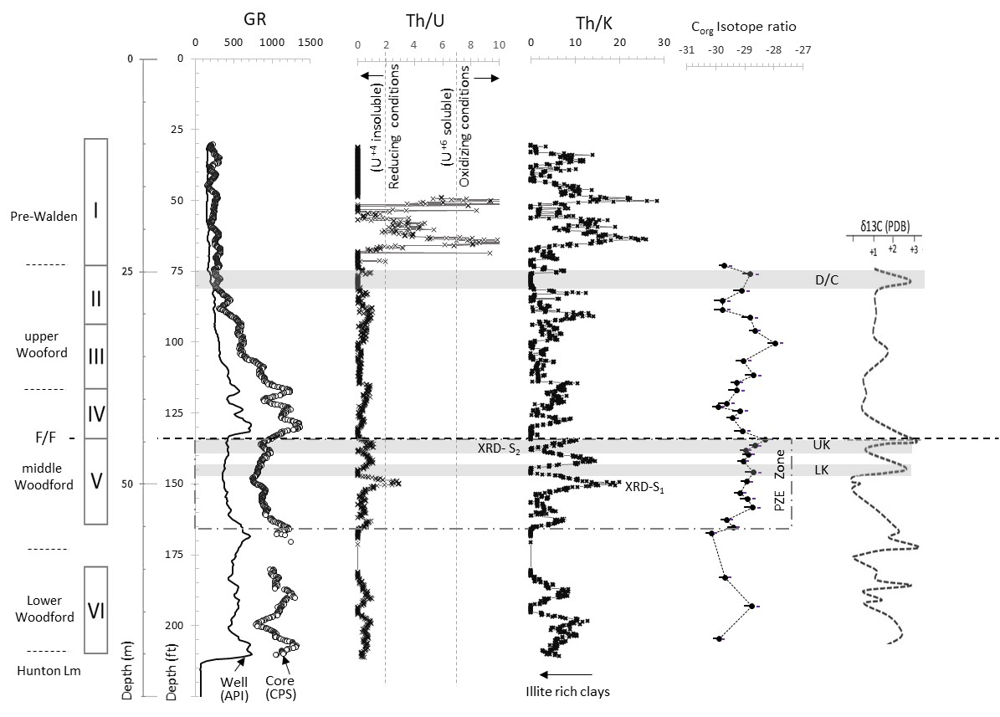 GR
Th/U
Th/K
Corg Isotope ratio
0 500 1000 1500
0 2 4 6 8 10
0 10 20 30
-31 -30 -29 -28 -27
0
0
(U+4 insoluble)
Reducing conditions
(U+6 soluble)
Oxidizing conditions
25
50
I
Pre-Walden
δ13C (PDB)
+1 +2 +3
25
75
D/C
II
upper
Wooford
100
III
125
IV
F/F
XRD- S2
UK
middle
Woodford
V
LK
PZE Zone
50
150
XRD-S1
175
Lower
Woodford
VI
200
Hunton Lm
Depth (m)
Depth (ft)
Well
(API)
Core
(CPS)
Illite rich clays